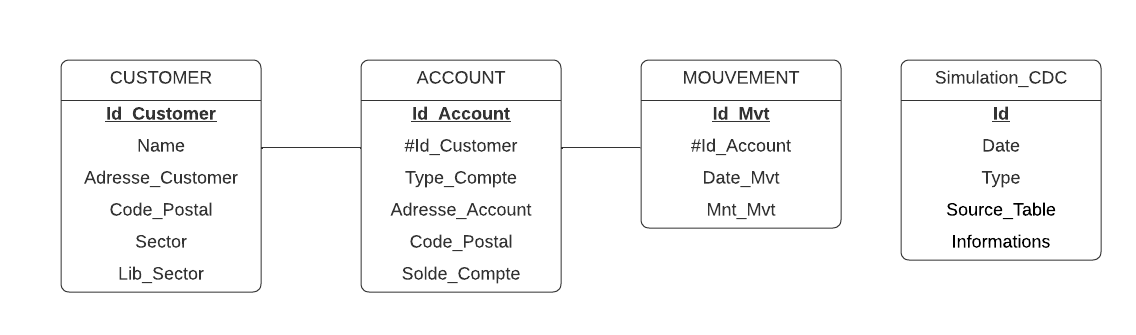 CUSTOMER
Id_Customer
Name
Adresse_Customer
Code_Postal
Sector
Lib_Sector
ACCOUNT
Id_Account
#Id_Customer
Type_Compte
Adresse_Account
Code_Postal
Solde_Compte
MOUVEMENT
Id_Mvt
#Id_Account
Date_Mvt
Mnt_Mvt
Simulation_CDC
Id
Date
Type
Source_Table
Informations